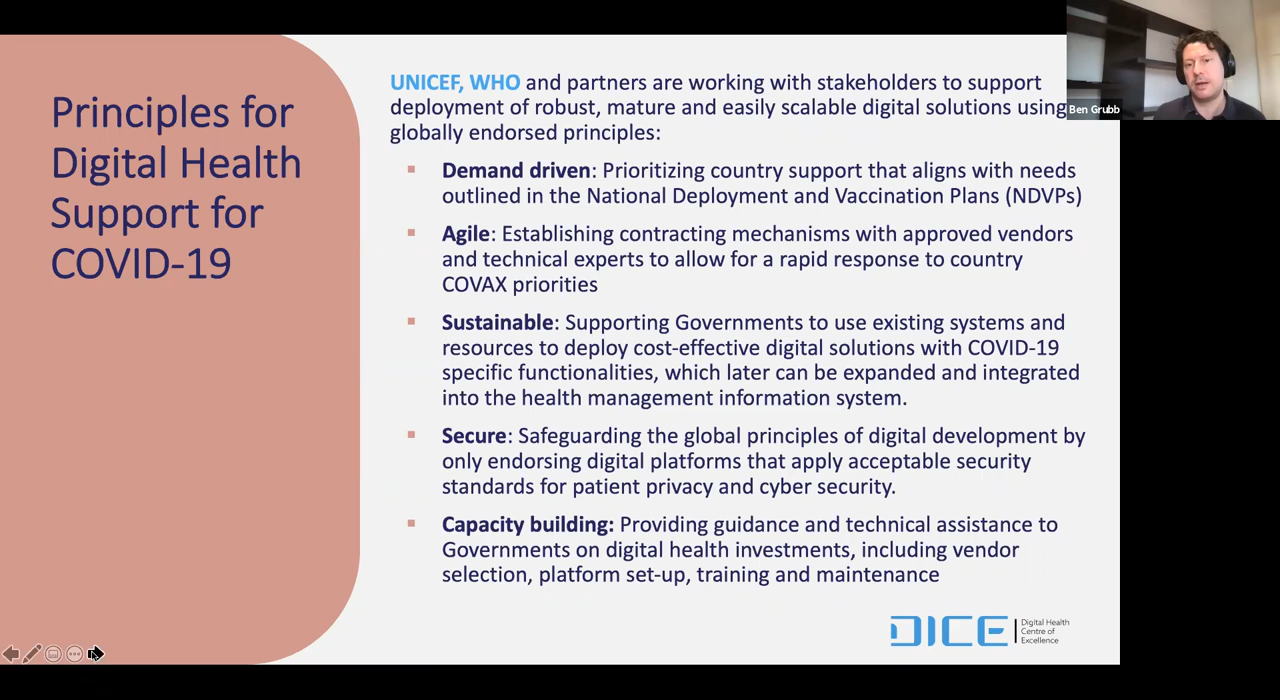 Principles for
Digital Health
Support for
COVID-19
UNICEF, WHO and partners are working with stakeholders to support
deployment of robust, mature and easily scalable digital solutions using
globally endorsed principles:
▪ Demand driven: Prioritizing country support that aligns with needs
outlined in the National Deployment and Vaccination Plans (NDVPs)
▪ Agile: Establishing contracting mechanisms with approved vendors
and technical experts to allow for a rapid response to country
COVAX priorities
▪ Sustainable: Supporting Governments to use existing systems and
resources to deploy cost-effective digital solutions with COVID-19
specific functionalities, which later can be expanded and integrated
into the health management information system.
▪ Secure: Safeguarding the global principles of digital development by
only endorsing digital platforms that apply acceptable security
standards for patient privacy and cyber security.
▪ Capacity building: Providing guidance and technical assistance to
Governments on digital health investments, including vendor
selection, platform set-up, training and maintenance
DICE
Digital Health
Centre of
Excellence
Ben Grubb